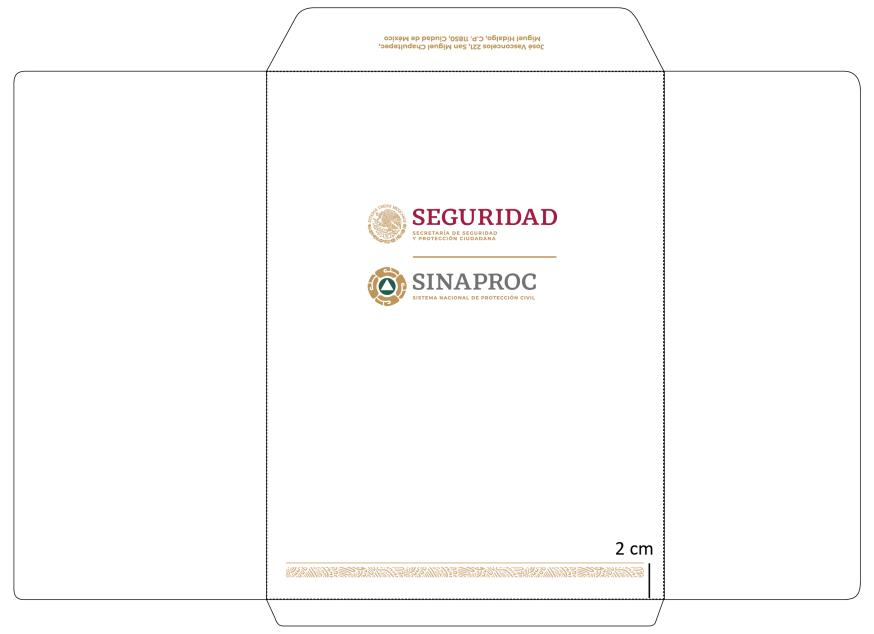 José Vasconcelos 221, San Miguel Chapultepec,
Miguel Hidalgo, C.P. 11850, Ciudad de México
SEGURIDAD
SECRETARÍA DE SEGURIDAD
Y PROTECCIÓN CIUDADANA
SINAPROC
SISTEMA NACIONAL DE PROTECCIÓN CIVIL
2 cm